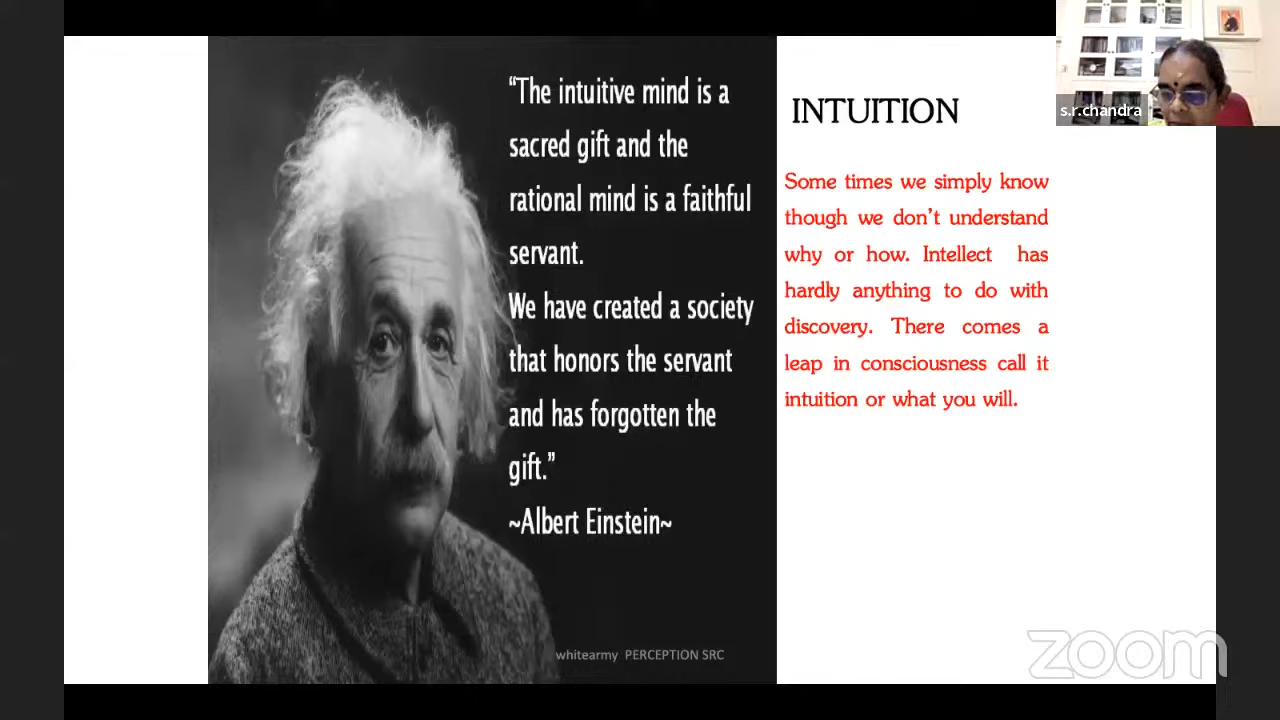 “The intuitive mind is a
sacred gift and the
rational mind is a faithful
servant.
We have created a society
that honors the servant
and has forgotten the
gift.”
~Albert Einstein~
whitearmy PERCEPTION SRC
INTUITION
Some times we simply know
though we don’t understand
why or how. Intellect has
hardly anything to do with
discovery. There comes a
leap in consciousness call it
intuition or what you will.
s.r.chandra
zoom